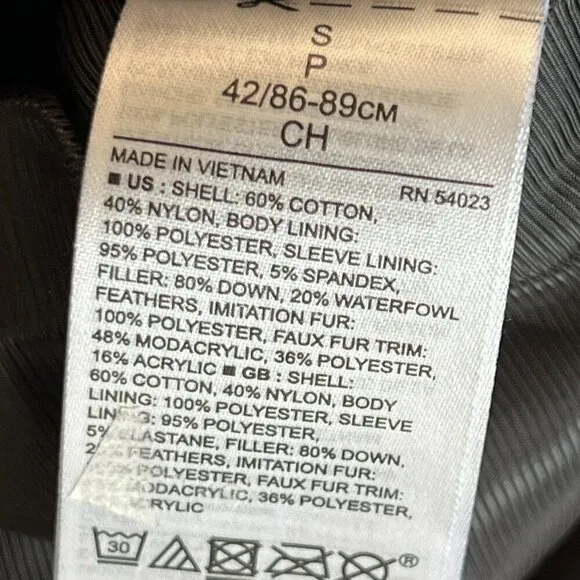 S
P
42/86-89CM
CH
MADE IN VIETNAM RN 54023
■ US : SHELL: 60% COTTON,
40% NYLON, BODY LINING:
100% POLYESTER, SLEEVE LINING:
95% POLYESTER, 5% SPANDEX,
FILLER: 80% DOWN, 20% WATERFOWL
FEATHERS, IMITATION FUR:
100% POLYESTER, FAUX FUR TRIM:
48% MODACRYLIC, 36% POLYESTER,
16% ACRYLIC ■ GB : SHELL:
60% COTTON, 40% NYLON, BODY
LINING: 100% POLYESTER, SLEEVE
LINING: 95% POLYESTER,
5% ELASTANE, FILLER: 80% DOWN,
FEATHERS, IMITATION FUR:
POLYESTER, FAUX FUR TRIM:
MODACRYLIC, 36% POLYESTER,
ACRYLIC
30 ®